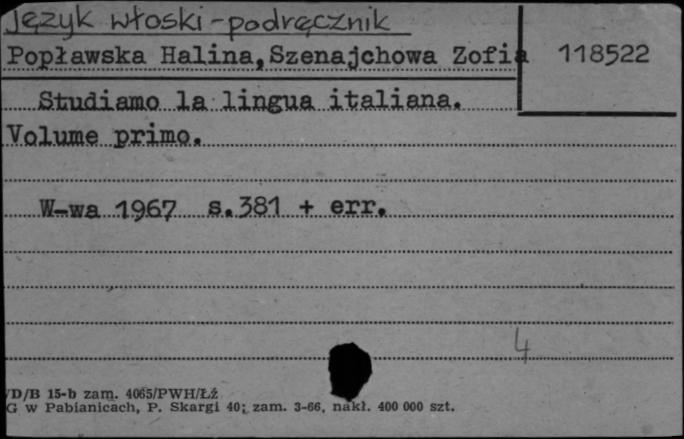 język włoski - podręcznik
Popławska Halina, Szenajchowa Zofia
118522
Studiamo la lingua italiana.
Volume primo.
W-wa 1967 s.381 + err.
4
D/B 15-b zam. 4065/PWH/Łż
G w Pabianicach, P. Skargi 40; zam. 3-66, nakł. 400 000 szt.